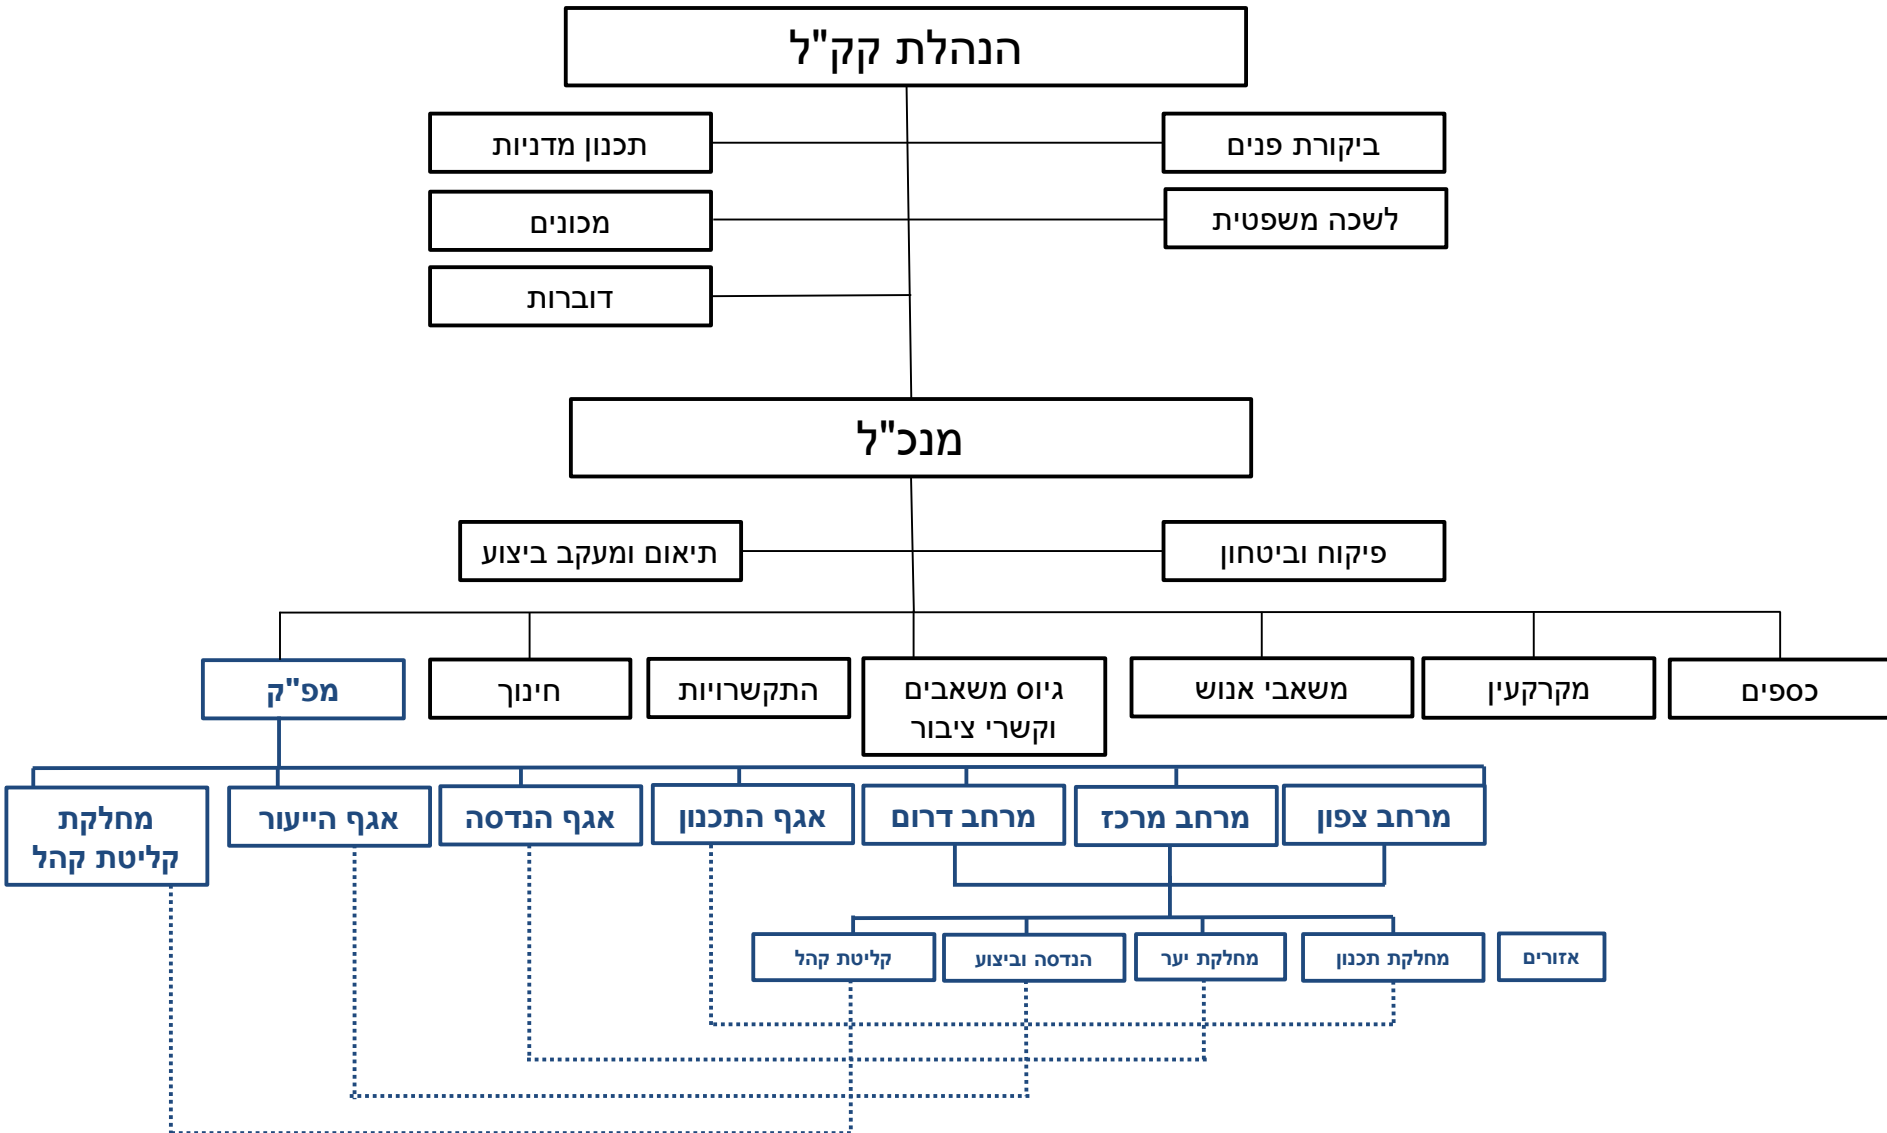 הנהלת קק"ל
ביקורת פנים
תכנון מדניות
לשכה משפטית
מכונים
דוברות
מנכ"ל
פיקוח וביטחון
תיאום ומעקב ביצוע
כספים
מקרקעין
משאבי אנוש
גיוס משאבים
וקשרי ציבור
התקשרויות
חינוך
מפ"ק
מרחב צפון
מרחב מרכז
מרחב דרום
אגף התכנון
אגף הנדסה
אגף הייעור
מחלקת
קליטת קהל
אזורים
מחלקת תכנון
מחלקת יער
הנדסה וביצוע
קליטת קהל